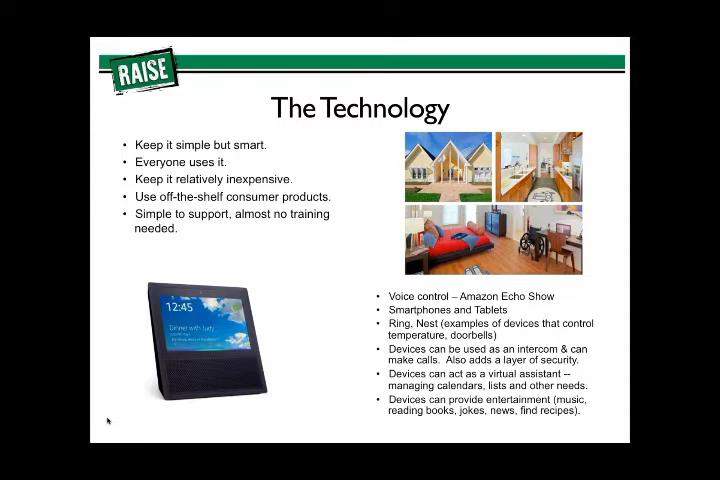 RAISE
The Technology
• Keep it simple but smart.
• Everyone uses it.
• Keep it relatively inexpensive.
• Use off-the-shelf consumer products.
• Simple to support, almost no training
needed.
12:45
Dinner with Judy
• Voice control – Amazon Echo Show
• Smartphones and Tablets
• Ring, Nest (examples of devices that control
temperature, doorbells)
• Devices can be used as an intercom & can
make calls.  Also adds a layer of security.
• Devices can act as a virtual assistant --
managing calendars, lists and other needs.
• Devices can provide entertainment (music,
reading books, jokes, news, find recipes).